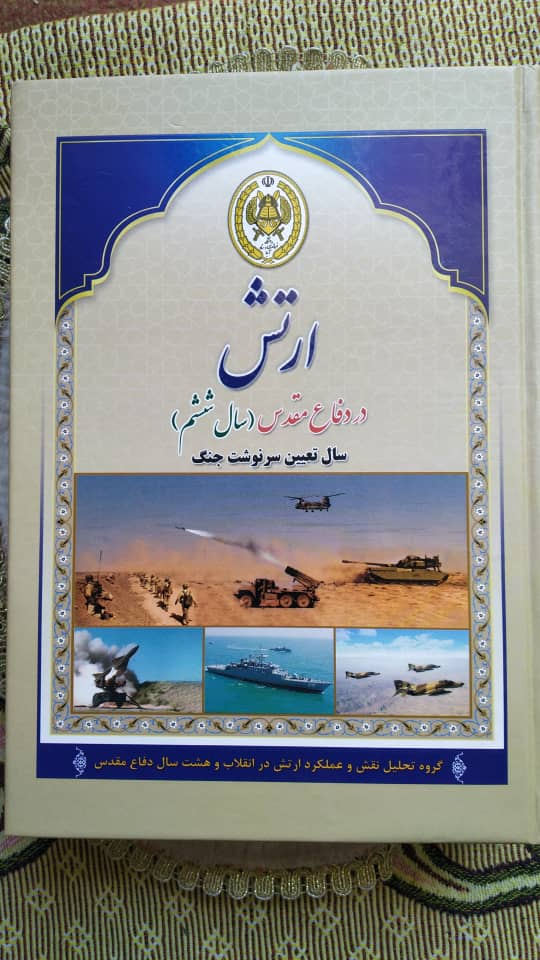 ارتش
در دفاع مقدس (سال ششم)
سال تعیین سرنوشت جنگ
گروه تحلیل نقش و عملکرد ارتش در انقلاب و هشت سال دفاع مقدس